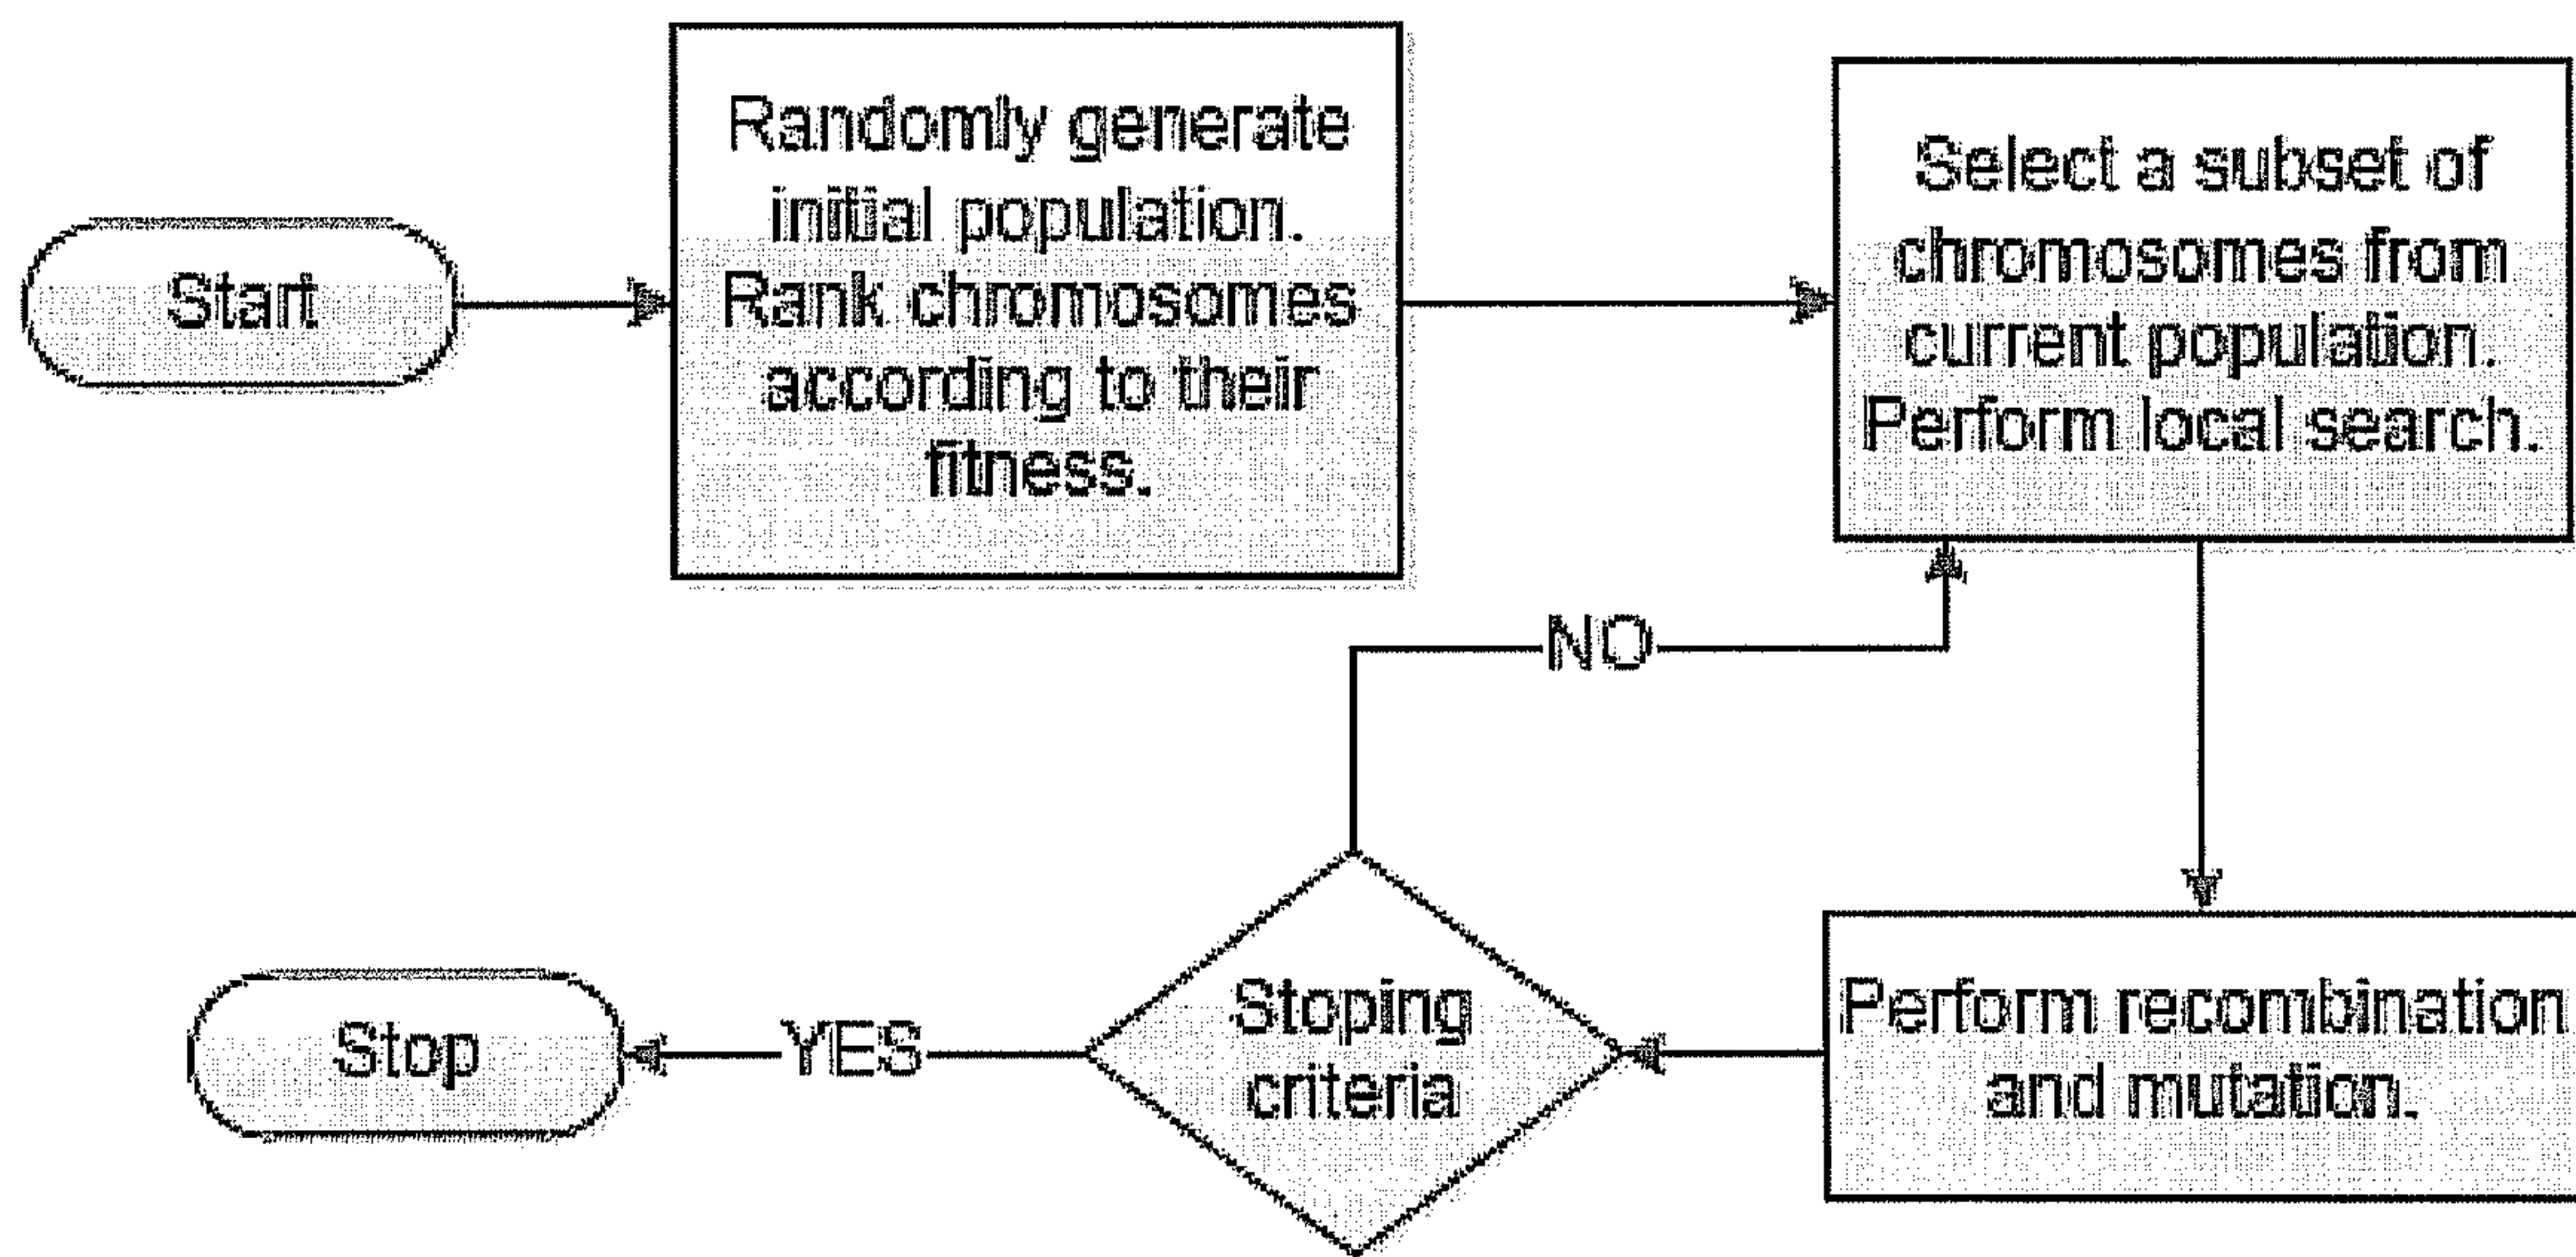 Start
Randomly generate
initial population.
Rank chromosomes
according to their
fitness.
Select a subset of
chromosomes from
current population.
Perform local search.
NO
Perform recombination
and mutation.
Stoping
criteria
YES
Stop